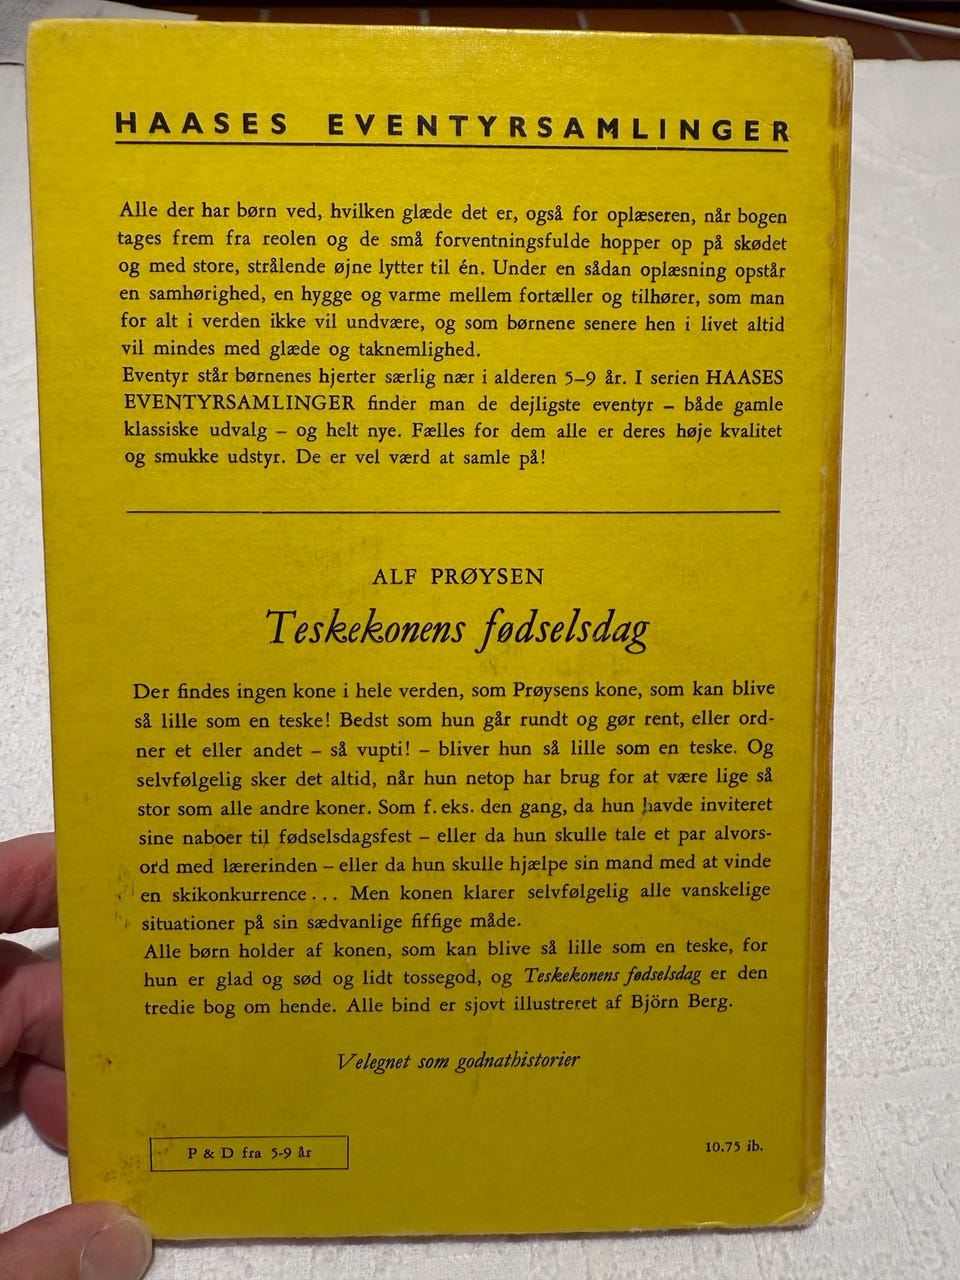 HAASES EVENTYRSAMLINGER
Alle der har børn ved, hvilken glæde det er, også for oplæseren, når bogen
tages frem fra reolen og de små forventningsfulde hopper op på skødet
og med store, strålende øjne lytter til én. Under en sådan oplæsning opstår
en samhørighed, en hygge og varme mellem fortæller og tilhører, som man
for alt i verden ikke vil undvære, og som børnene senere hen i livet altid
vil mindes med glæde og taknemlighed.
Eventyr står børnenes hjerter særlig nær i alderen 5–9 år. I serien HAASES
EVENTYRSAMLINGER finder man de dejligste eventyr – både gamle
klassiske udvalg – og helt nye. Fælles for dem alle er deres høje kvalitet
og smukke udstyr. De er vel værd at samle på!
ALF PRØYSEN
Teskekonens fødselsdag
Der findes ingen kone i hele verden, som Prøysens kone, som kan blive
så lille som en teske! Bedst som hun går rundt og gør rent, eller ord-
ner et eller andet – så vupti! – bliver hun så lille som en teske. Og
selvfølgelig sker det altid, når hun netop har brug for at være lige så
stor som alle andre koner. Som f. eks. den gang, da hun havde inviteret
sine naboer til fødselsdagsfest – eller da hun skulle tale et par alvors-
ord med lærerinden – eller da hun skulle hjælpe sin mand med at vinde
en skikonkurrence... Men konen klarer selvfølgelig alle vanskelige
situationer på sin sædvanlige fiffige måde.
Alle børn holder af konen, som kan blive så lille som en teske, for
hun er glad og sød og lidt tossegod, og Teskekonens fødselsdag er den
tredie bog om hende. Alle bind er sjovt illustreret af Björn Berg.
Velegnet som godnathistorier
P & D fra 5-9 år
10.75 ib.